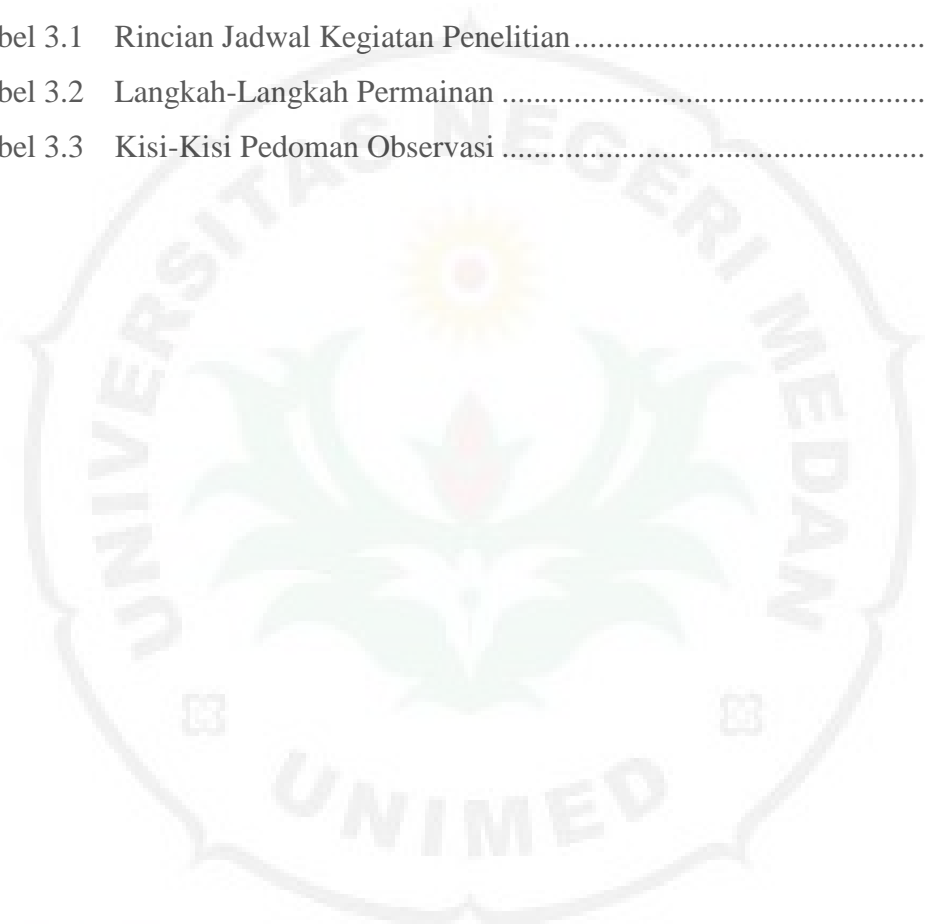 bel 3.1 Rincian Jadwal Kegiatan Penelitian.............................................
bel 3.2 Langkah-Langkah Permainan ......................................................
bel 3.3 Kisi-Kisi Pedoman Observasi ......................................................
UNIVERSITAS NEGERI MEDAN
UNIMED